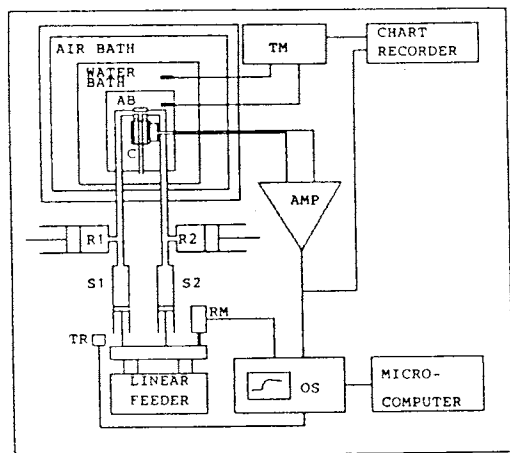 AIR BATH
WATER
BATH
AB
C
TM
CHART
RECORDER
AMP
R1
R2
S1
S2
RM
TR
LINEAR
FEEDER
OS
MICRO-
COMPUTER